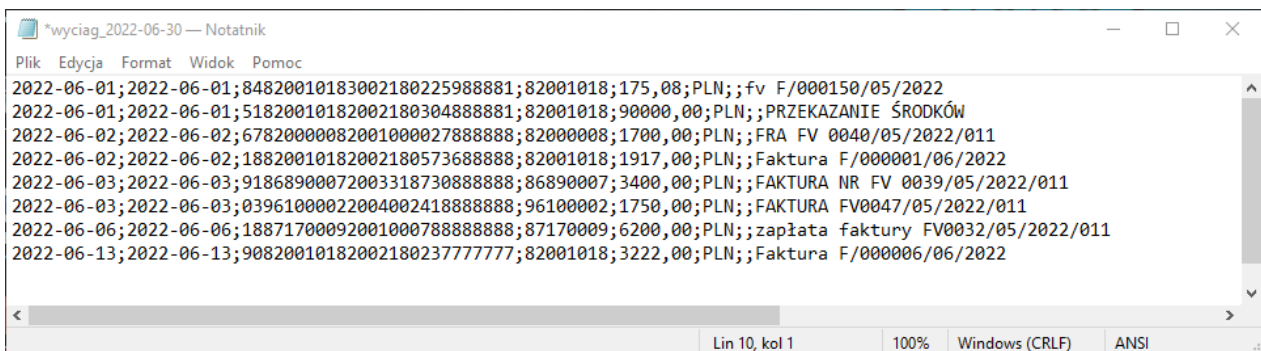 *wyciag_2022-06-30 — Notatnik
Plik Edycja Format Widok Pomoc
2022-06-01;2022-06-01;84820010183002180225988881;82001018;175,08;PLN;;fv F/000150/05/2022
2022-06-01;2022-06-01;51820010182002180304888881;82001018;90000,00;PLN;;PRZEKAZANIE ŚRODKÓW
2022-06-02;2022-06-02;67820000082001000027888888;82000008;1700,00;PLN;;FRA FV 0040/05/2022/011
2022-06-02;2022-06-02;18820010182002180573688888;82001018;1917,00;PLN;;Faktura F/000001/06/2022
2022-06-03;2022-06-03;91868900072003318730888888;86890007;3400,00;PLN;;FAKTURA NR FV 0039/05/2022/011
2022-06-03;2022-06-03;03961000022004002418888888;96100002;1750,00;PLN;;FAKTURA FV0047/05/2022/011
2022-06-06;2022-06-06;18871700092001000788888888;87170009;6200,00;PLN;;zapłata faktury FV0032/05/2022/011
2022-06-13;2022-06-13;90820010182002180237777777;82001018;3222,00;PLN;;Faktura F/000006/06/2022
Lin 10, kol 1 100% Windows (CRLF) ANSI